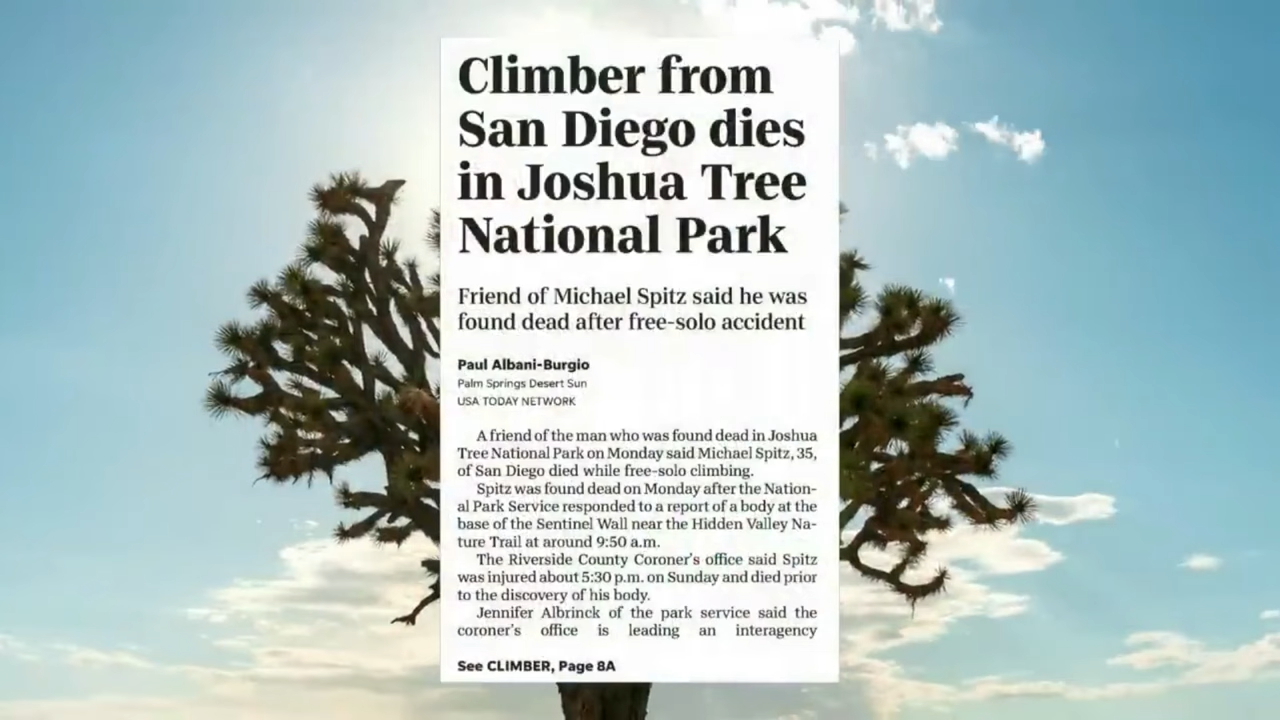 Climber from
San Diego dies
in Joshua Tree
National Park
Friend of Michael Spitz said he was
found dead after free-solo accident
Paul Albani-Burgio
Palm Springs Desert Sun
USA TODAY NETWORK
A friend of the man who was found dead in Joshua
Tree National Park on Monday said Michael Spitz, 35,
of San Diego died while free-solo climbing.
Spitz was found dead on Monday after the Nation-
al Park Service responded to a report of a body at the
base of the Sentinel Wall near the Hidden Valley Na-
ture Trail at around 9:50 a.m.
The Riverside County Coroner's office said Spitz
was injured about 5:30 p.m. on Sunday and died prior
to the discovery of his body.
Jennifer Albrinck of the park service said the
coroner's office is leading an interagency
See CLIMBER, Page 8A